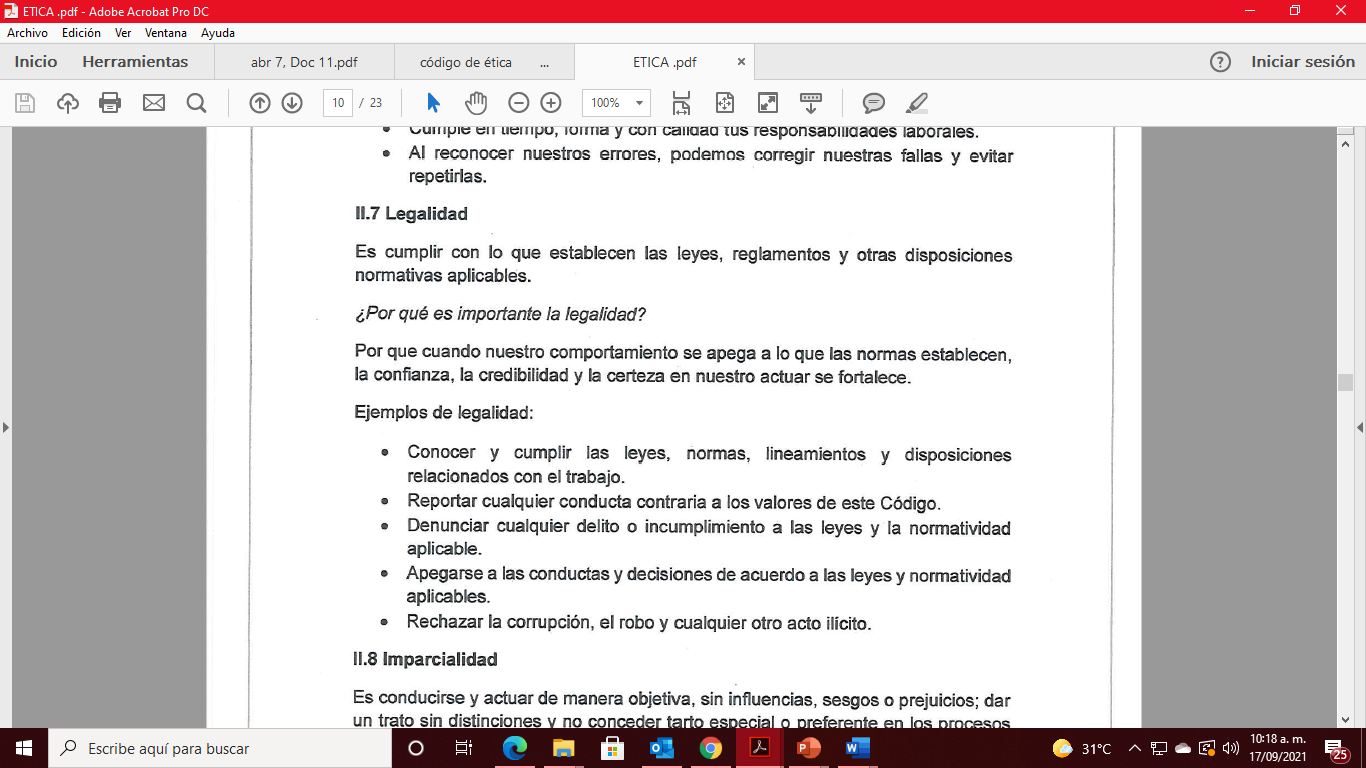 ETICA .pdf - Adobe Acrobat Pro DC
Archivo Edición Ver Ventana Ayuda
Inicio Herramientas abr 7, Doc 11.pdf código de ética ... ETICA .pdf × ? Iniciar sesión
10 / 23 100%
Cumple en tiempo, forma y con calidad tus responsabilidades laborales.
• Al reconocer nuestros errores, podemos corregir nuestras fallas y evitar
repetirlas.
II.7 Legalidad
Es cumplir con lo que establecen las leyes, reglamentos y otras disposiciones
normativas aplicables.
¿Por qué es importante la legalidad?
Por que cuando nuestro comportamiento se apega a lo que las normas establecen,
la confianza, la credibilidad y la certeza en nuestro actuar se fortalece.
Ejemplos de legalidad:
• Conocer y cumplir las leyes, normas, lineamientos y disposiciones
relacionados con el trabajo.
• Reportar cualquier conducta contraria a los valores de este Código.
• Denunciar cualquier delito o incumplimiento a las leyes y la normatividad
aplicable.
• Apegarse a las conductas y decisiones de acuerdo a las leyes y normatividad
aplicables.
• Rechazar la corrupción, el robo y cualquier otro acto ilícito.
II.8 Imparcialidad
Es conducirse y actuar de manera objetiva, sin influencias, sesgos o prejuicios; dar
un trato sin distinciones y no conceder tarto especial o preferente en los procesos
Escribe aquí para buscar
31°C
10:18 a. m.
17/09/2021
25